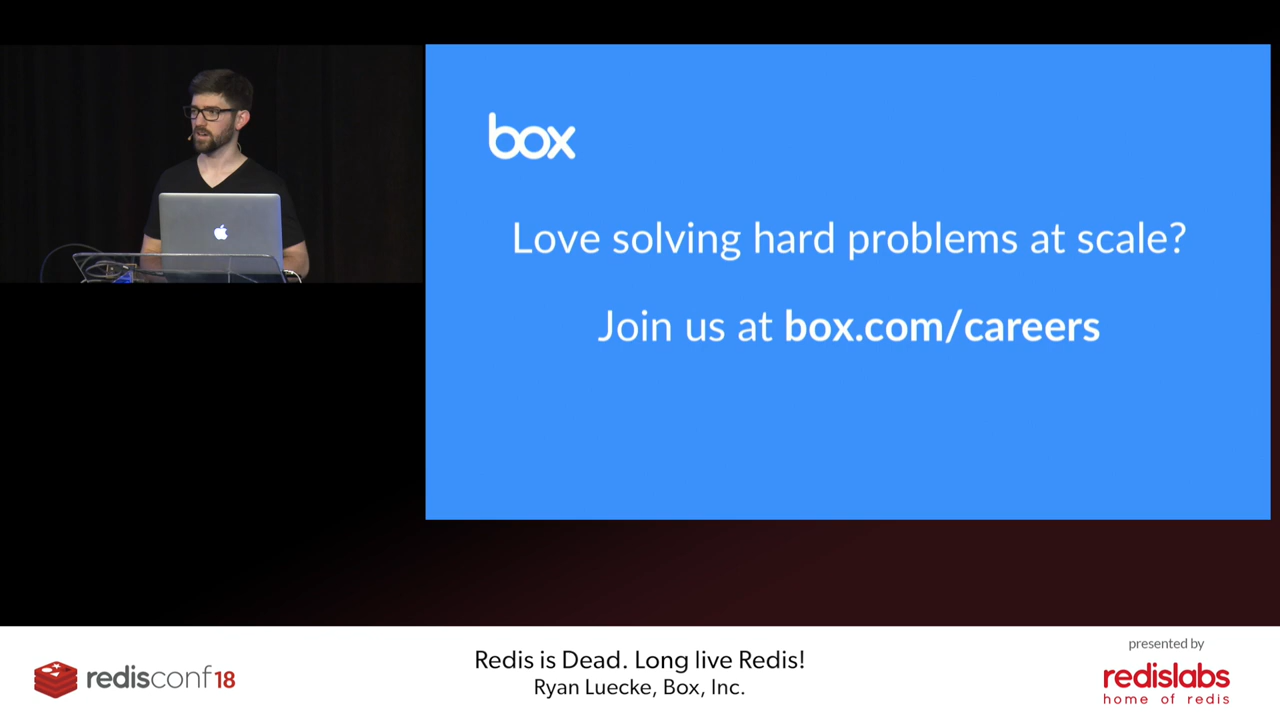 box
Love solving hard problems at scale?
Join us at box.com/careers
redisconf18
Redis is Dead. Long live Redis!
Ryan Luecke, Box, Inc.
presented by
redislabs
home of redis